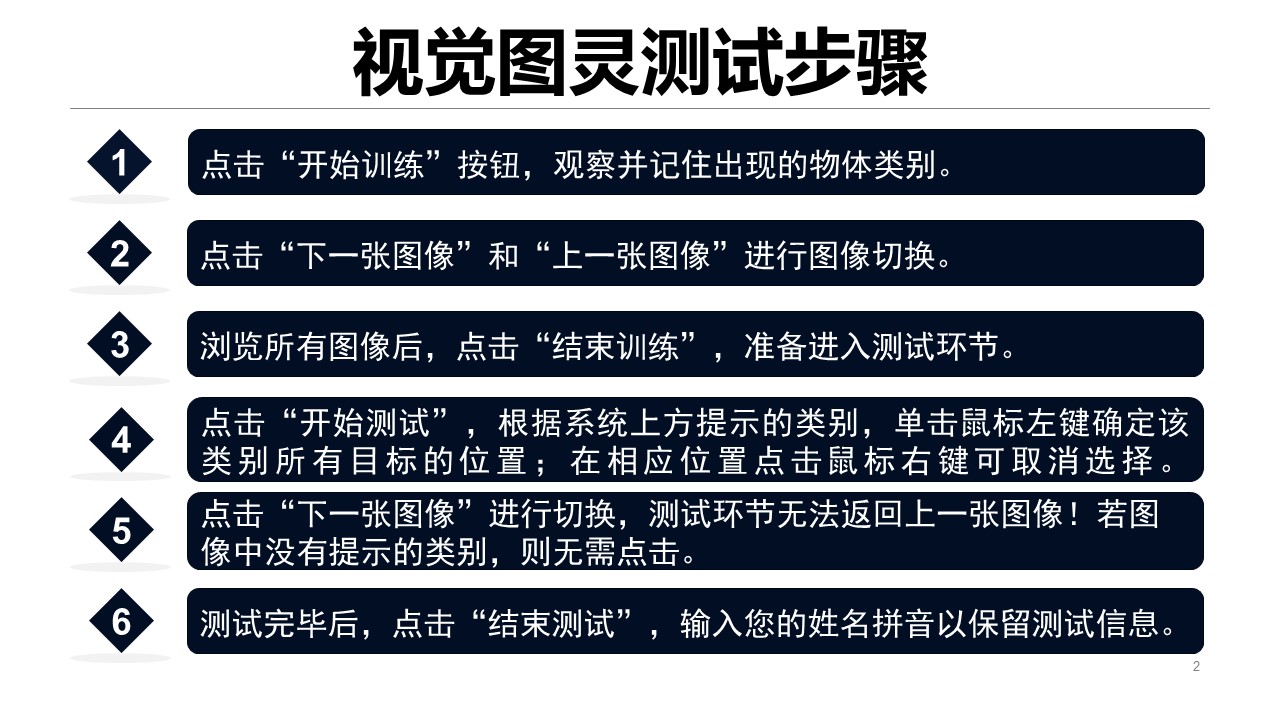 视觉图灵测试步骤
1
点击“开始训练”按钮，观察并记住出现的物体类别。
2
点击“下一张图像”和“上一张图像”进行图像切换。
3
浏览所有图像后，点击“结束训练”，准备进入测试环节。
4
点击“开始测试”，根据系统上方提示的类别，单击鼠标左键确定该
类别所有目标的位置；在相应位置点击鼠标右键可取消选择。
5
点击“下一张图像”进行切换，测试环节无法返回上一张图像！若图
像中没有提示的类别，则无需点击。
6
测试完毕后，点击“结束测试”，输入您的姓名拼音以保留测试信息。
2